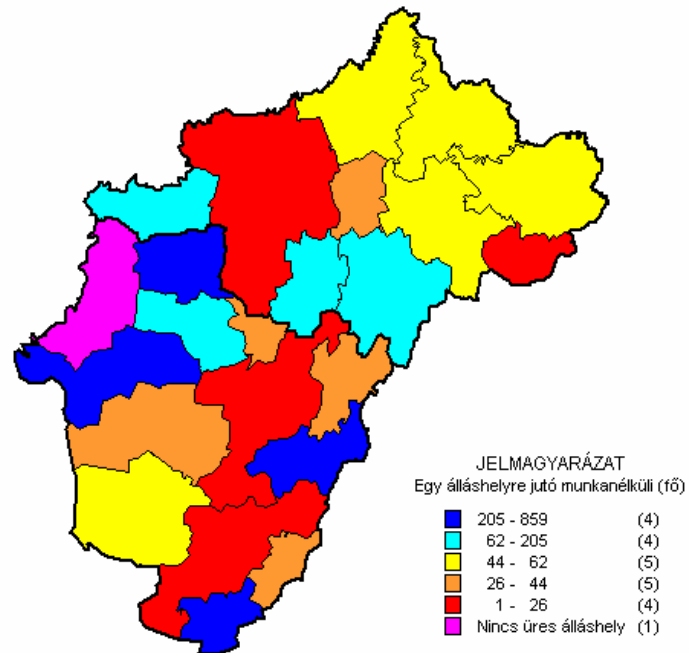 JELMAGYARÁZAT
Egy álláshelyre jutó munkanélküli (fő)
205 - 859 (4)
62 - 205 (4)
44 - 62 (5)
26 - 44 (5)
1 - 26 (4)
Nincs üres álláshely (1)